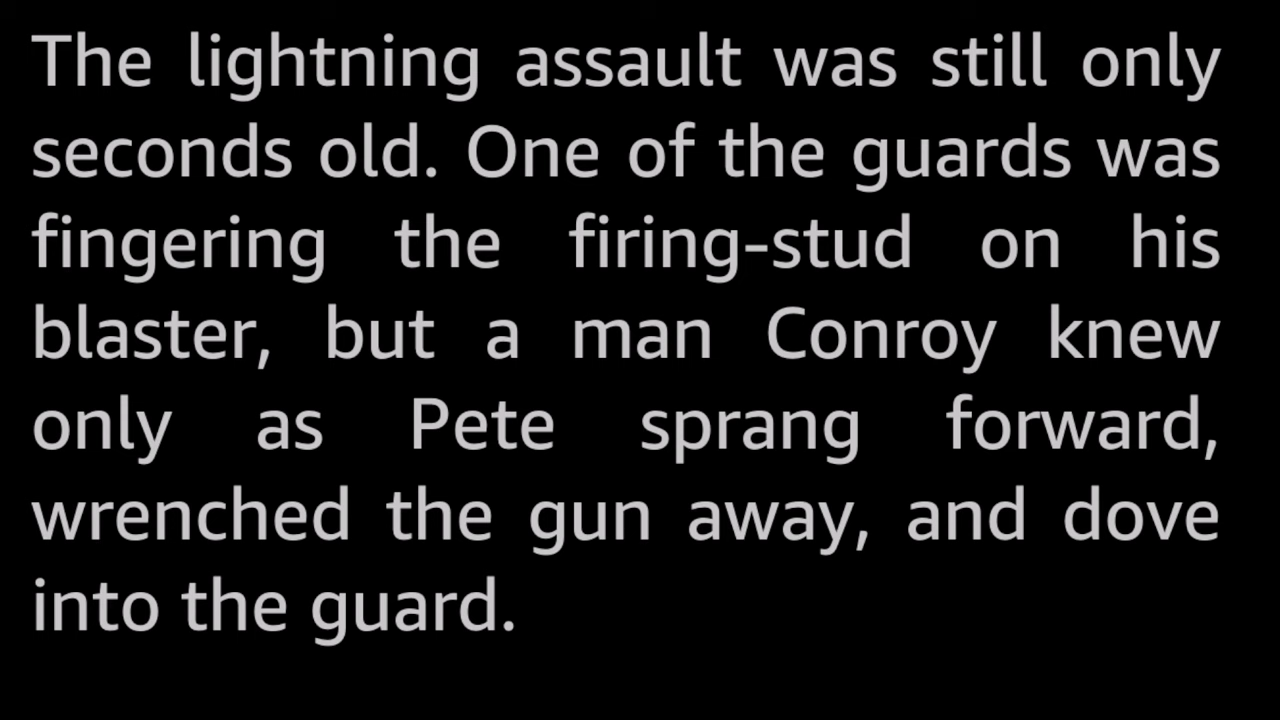 The lightning assault was still only
seconds old. One of the guards was
fingering the firing-stud on his
blaster, but a man Conroy knew
only as Pete sprang forward,
wrenched the gun away, and dove
into the guard.